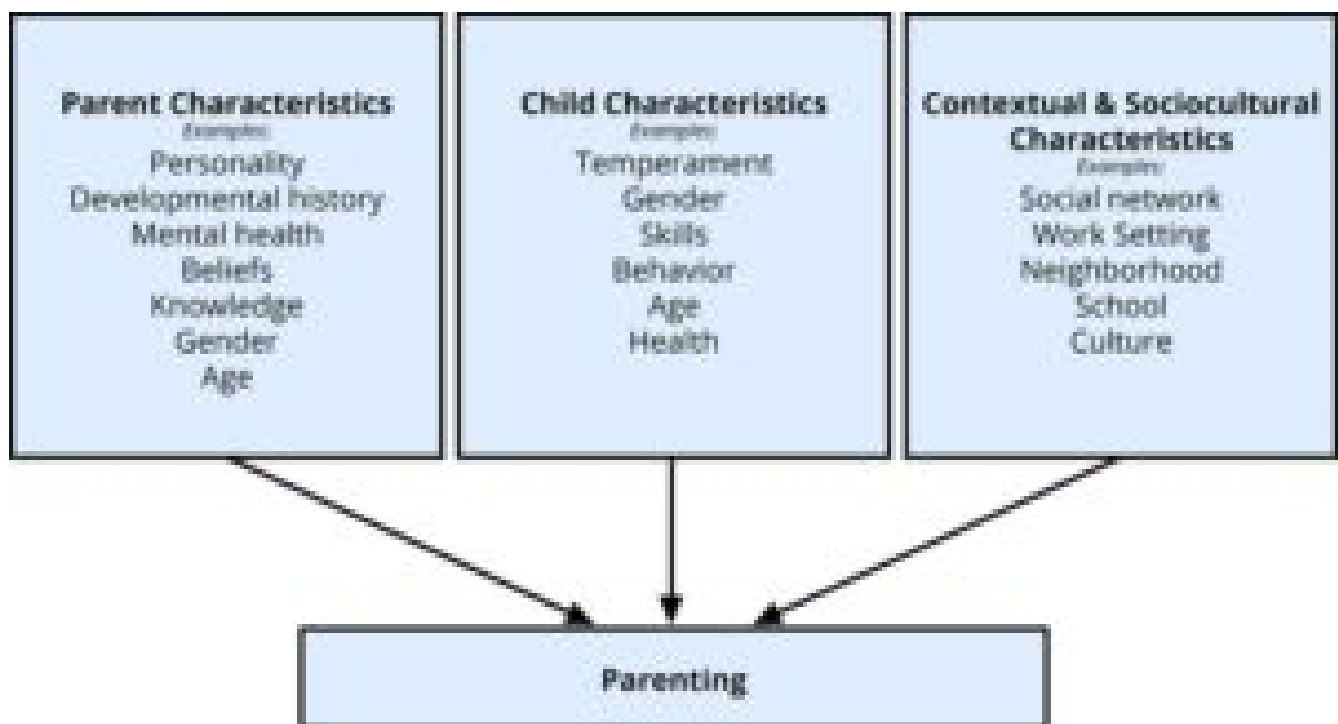 Parent Characteristics
Examples
Personality
Developmental history
Mental health
Beliefs
Knowledge
Gender
Age
Child Characteristics
Examples
Temperament
Gender
Skills
Behavior
Age
Health
Contextual & Sociocultural
Characteristics
Examples
Social network
Work Setting
Neighborhood
School
Culture
Parenting